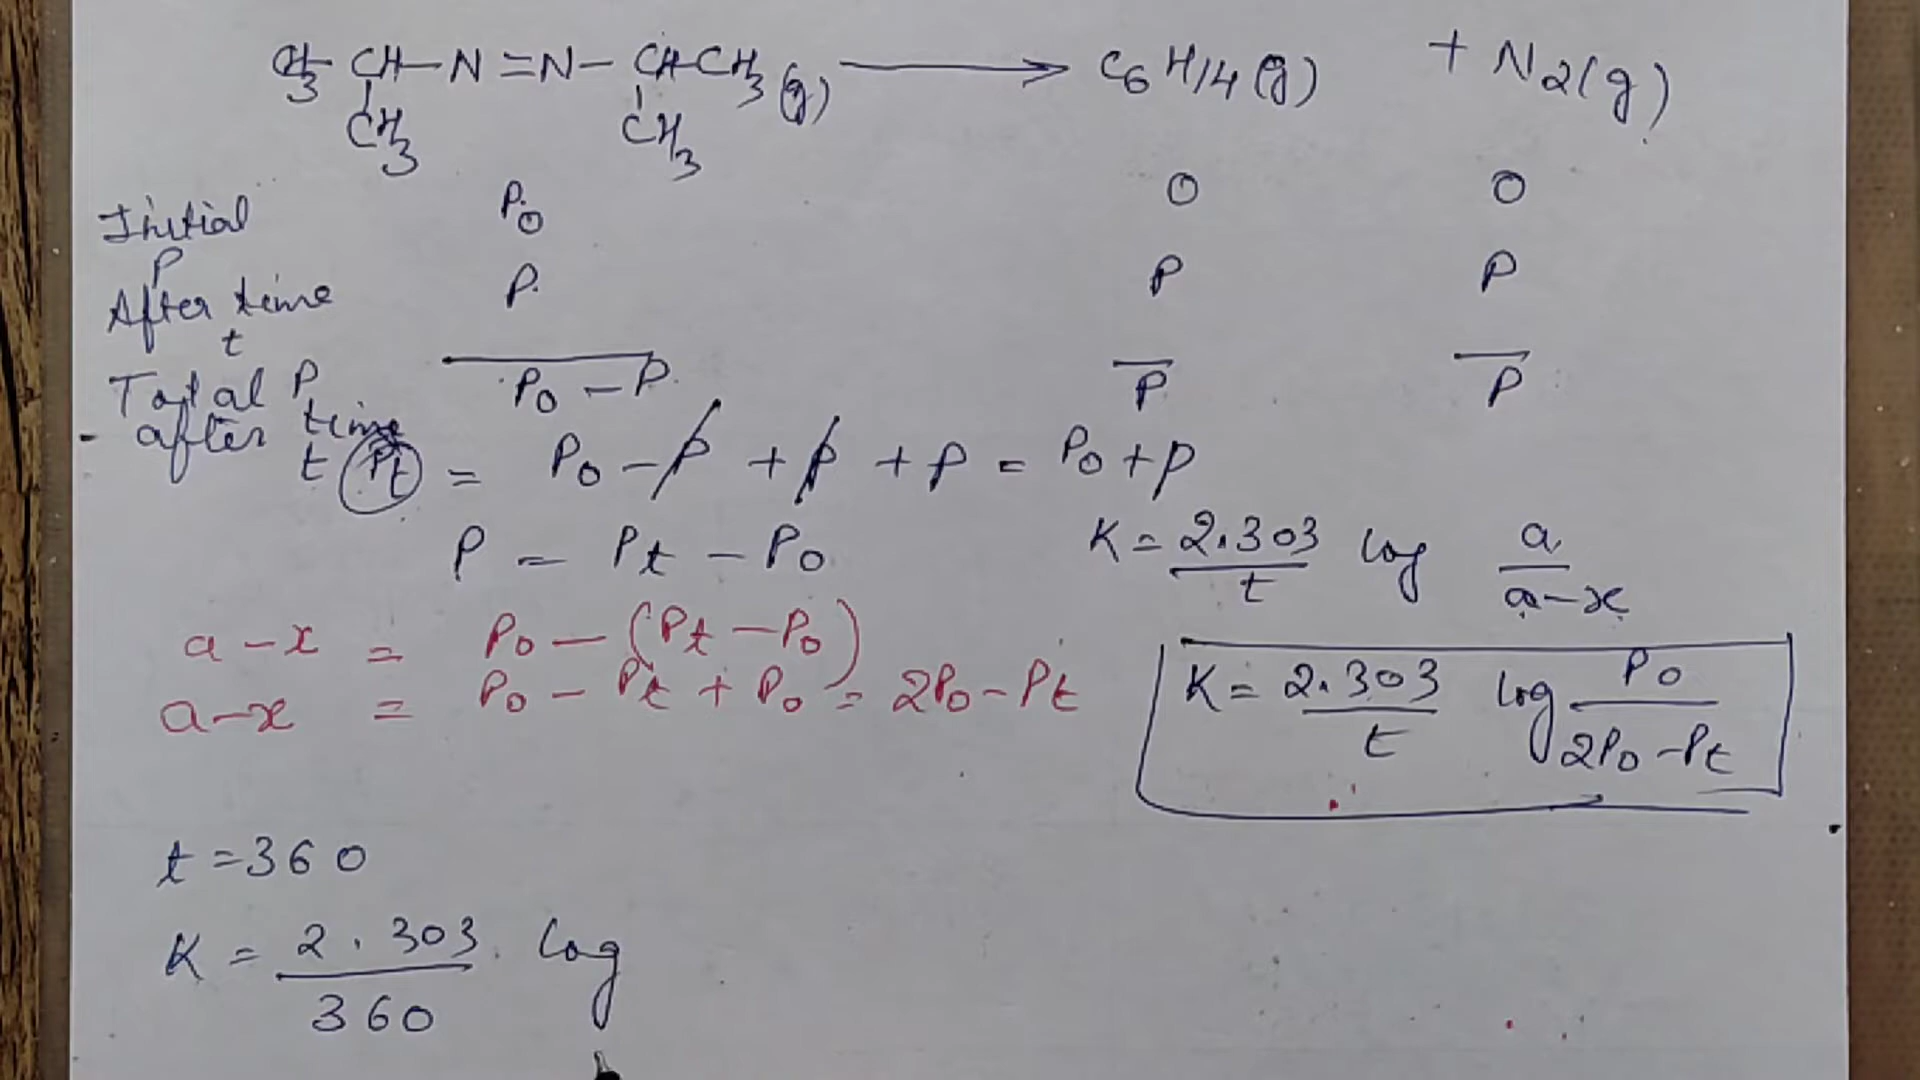 CH3 CH-N=N-CH-CH3(g) → C6H14(g) + N2(g)
CH3 CH3
Initial P0 0 0
P
After time P P P
t
Total P P0 - P P P
after time
t Pt = P0 - p + p + p = P0 + p
P = Pt - P0
K = 2.303/t log a/a-x
a-x = P0 - (Pt - P0)
a-x = P0 - Pt + P0 = 2P0 - Pt
K = 2.303/t log P0/2P0-Pt
t = 360
K = 2.303/360 log